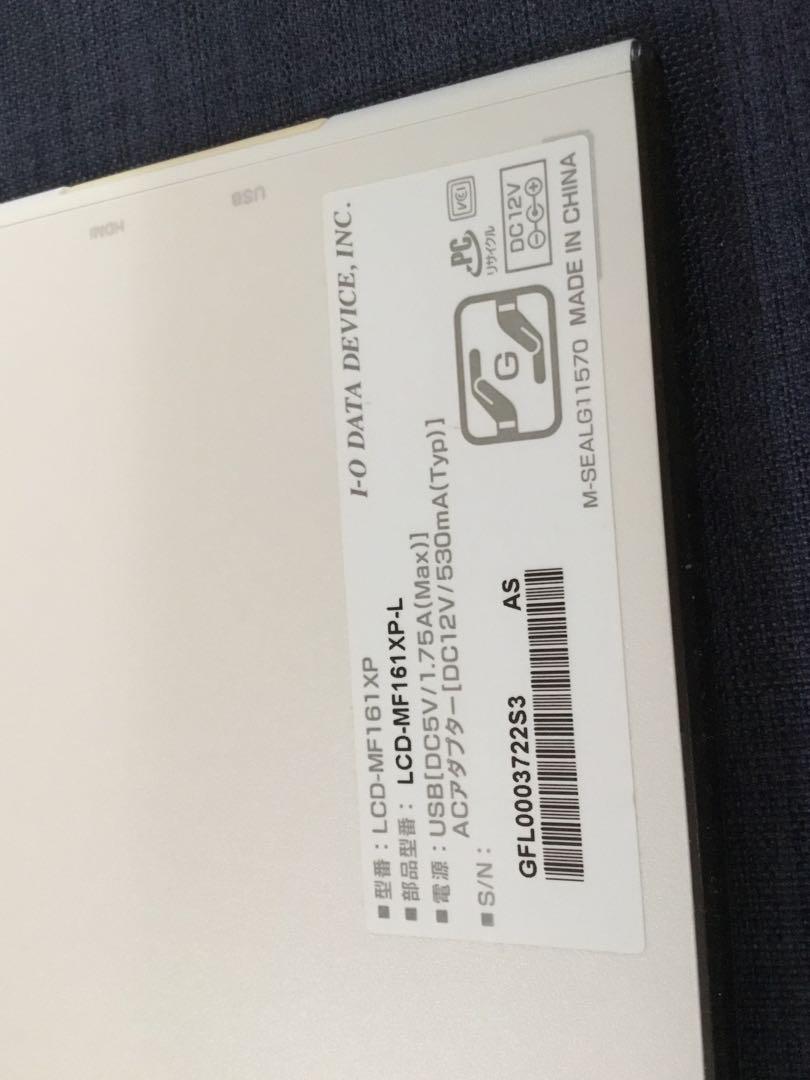 I-O DATA DEVICE, INC.
■型番：LCD-MF161XP
■部品型番： LCD-MF161XP-L
■電源：USB[DC5V/1.75A(Max)]
ACアダプター[DC12V/530mA(Typ)]
■S/N：
GFL0003722S3
AS
G
PC
リサイクル
VCI
DC12V
M-SEALG11570 MADE IN CHINA
USB
HDMI